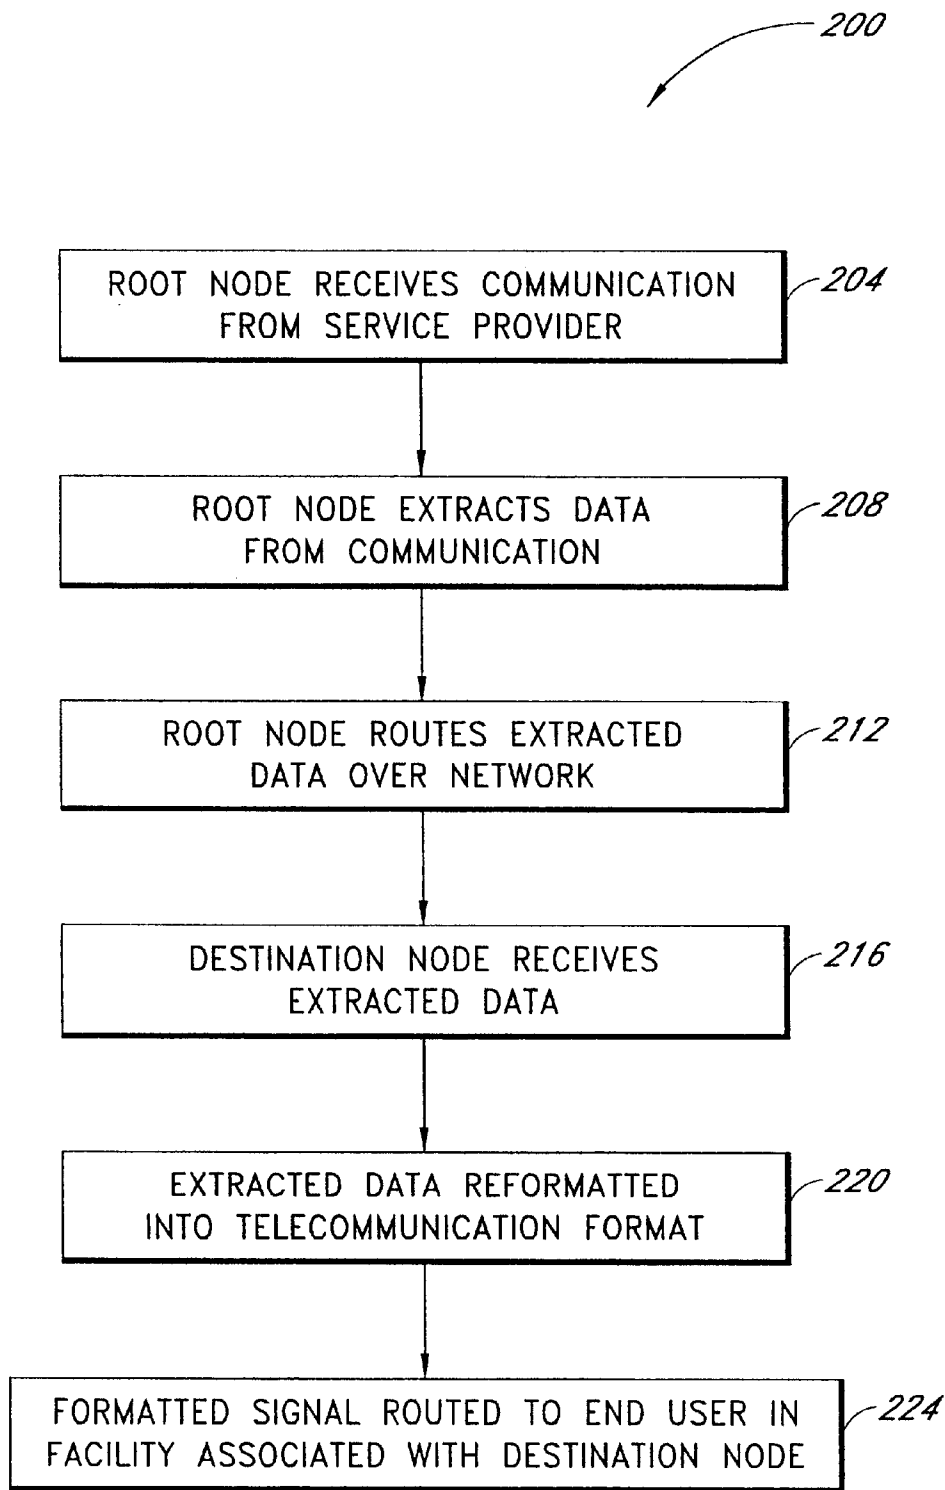 200
ROOT NODE RECEIVES COMMUNICATION
FROM SERVICE PROVIDER
204
ROOT NODE EXTRACTS DATA
FROM COMMUNICATION
208
ROOT NODE ROUTES EXTRACTED
DATA OVER NETWORK
212
DESTINATION NODE RECEIVES
EXTRACTED DATA
216
EXTRACTED DATA REFORMATTED
INTO TELECOMMUNICATION FORMAT
220
FORMATTED SIGNAL ROUTED TO END USER IN
FACILITY ASSOCIATED WITH DESTINATION NODE
224